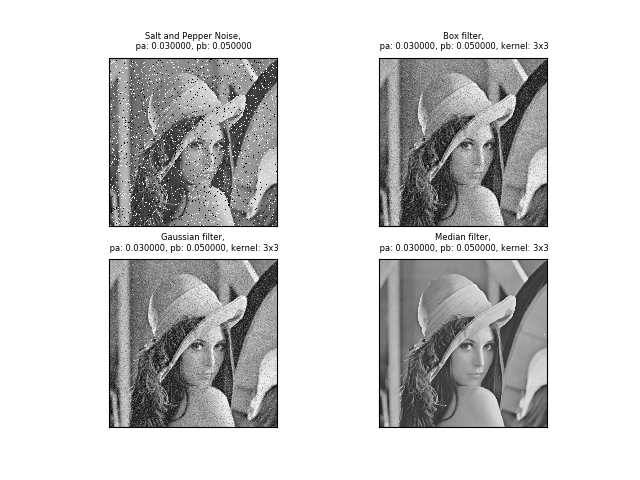 Salt and Pepper Noise,
pa: 0.030000, pb: 0.050000
Box filter,
pa: 0.030000, pb: 0.050000, kernel: 3x3
Gaussian filter,
pa: 0.030000, pb: 0.050000, kernel: 3x3
Median filter,
pa: 0.030000, pb: 0.050000, kernel: 3x3